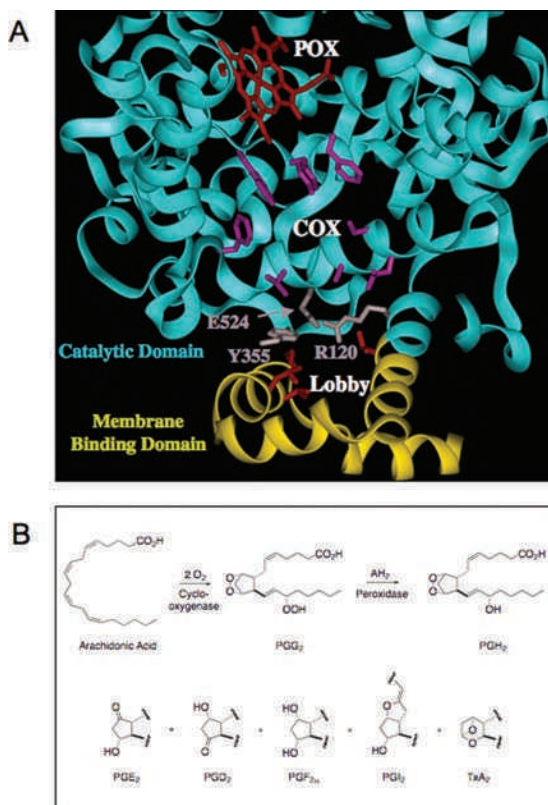 A
POX
COX
E524
Catalytic Domain
Y355
R120
Lobby
Membrane
Binding Domain
B
CO₂H
CO₂H
CO₂H
2 O₂
AH₂
Cyclo-
oxygenase
Peroxidase
OOH
OH
Arachidonic Acid
PGG₂
PGH₂
O
HO
HO
O
HO
HO
O
HO
O
O
PGE₂
PGD₂
PGF₂α
PGI₂
TxA₂